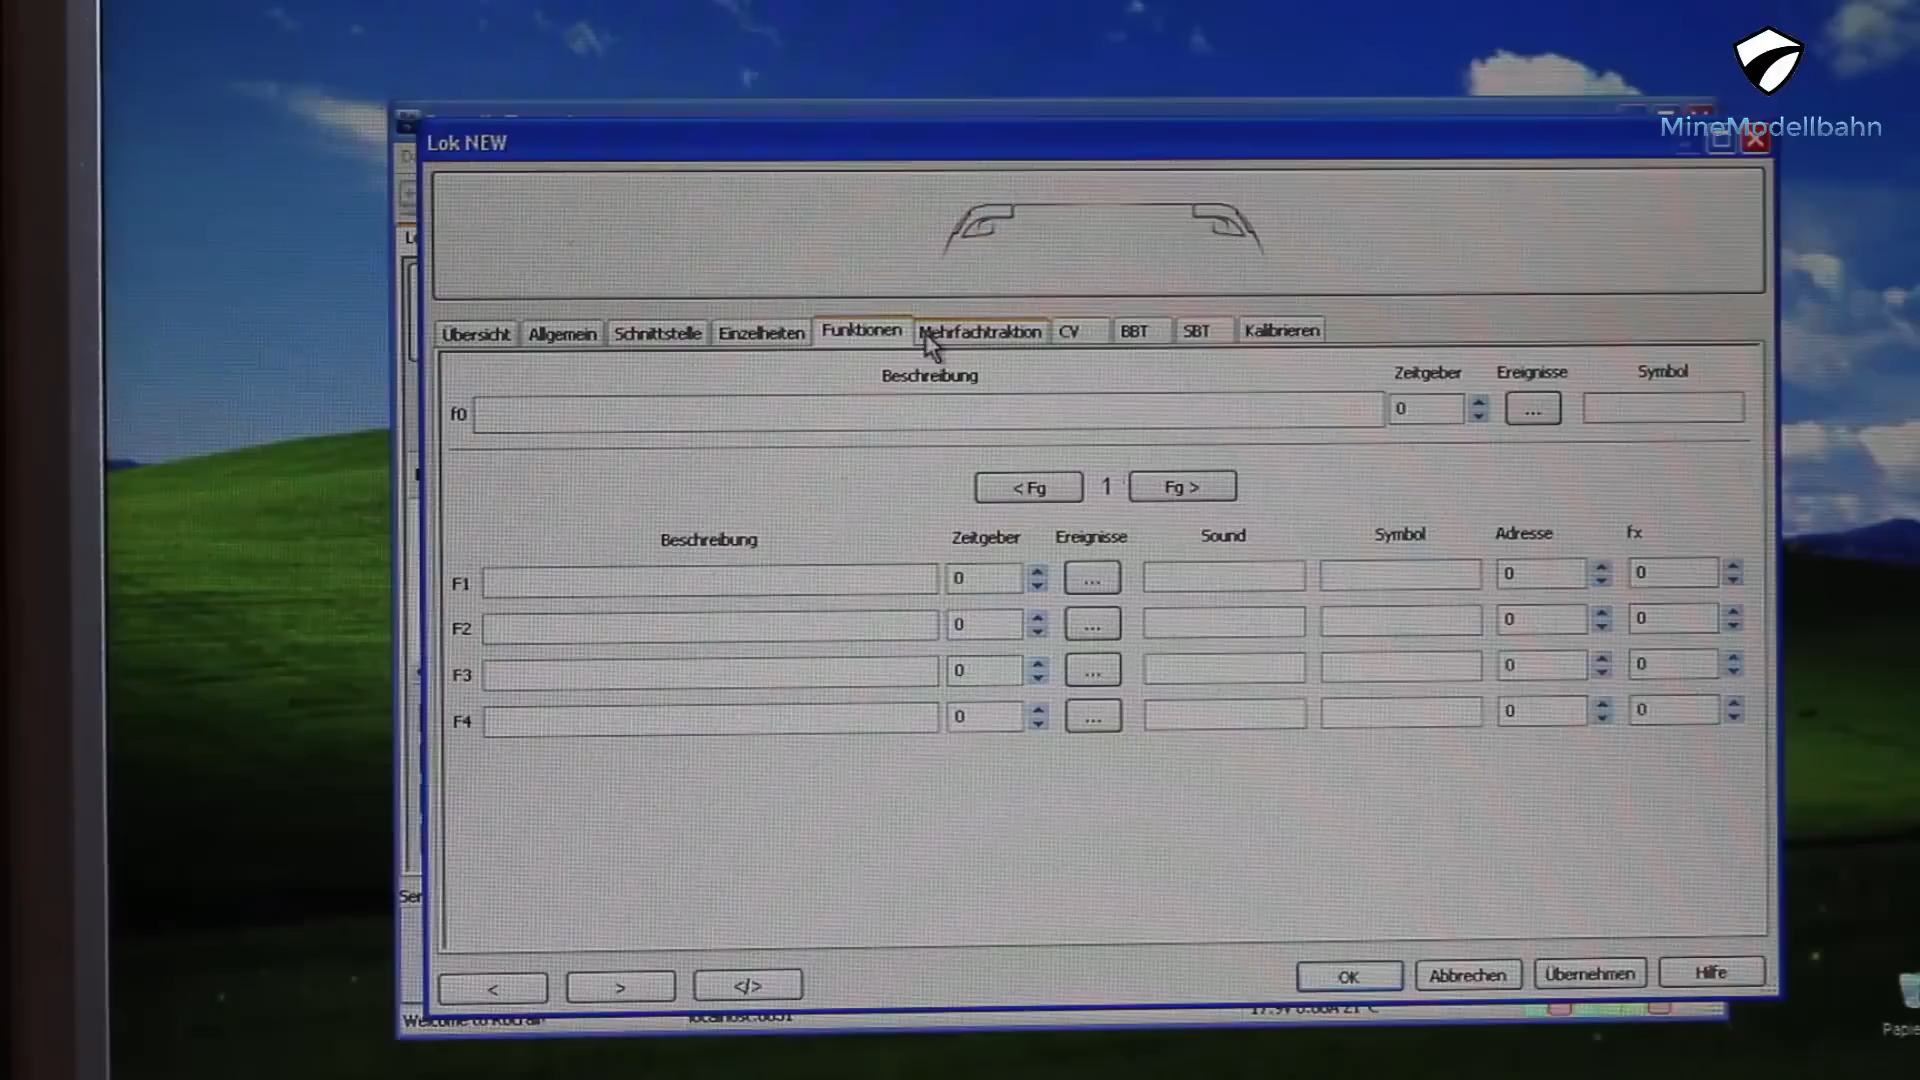 MineModellbahn
Lok NEW
Übersicht Allgemein Schnittstelle Einzelheiten Funktionen Mehrfachtraktion CV BBT SBT Kalibrieren
Beschreibung Zeitgeber Ereignisse Symbol
f0 0 ...
< Fg 1 Fg >
Beschreibung Zeitgeber Ereignisse Sound Symbol Adresse fx
F1 0 ... 0 0
F2 0 ... 0 0
F3 0 ... 0 0
F4 0 ... 0 0
< > </> OK Abbrechen Übernehmen Hilfe